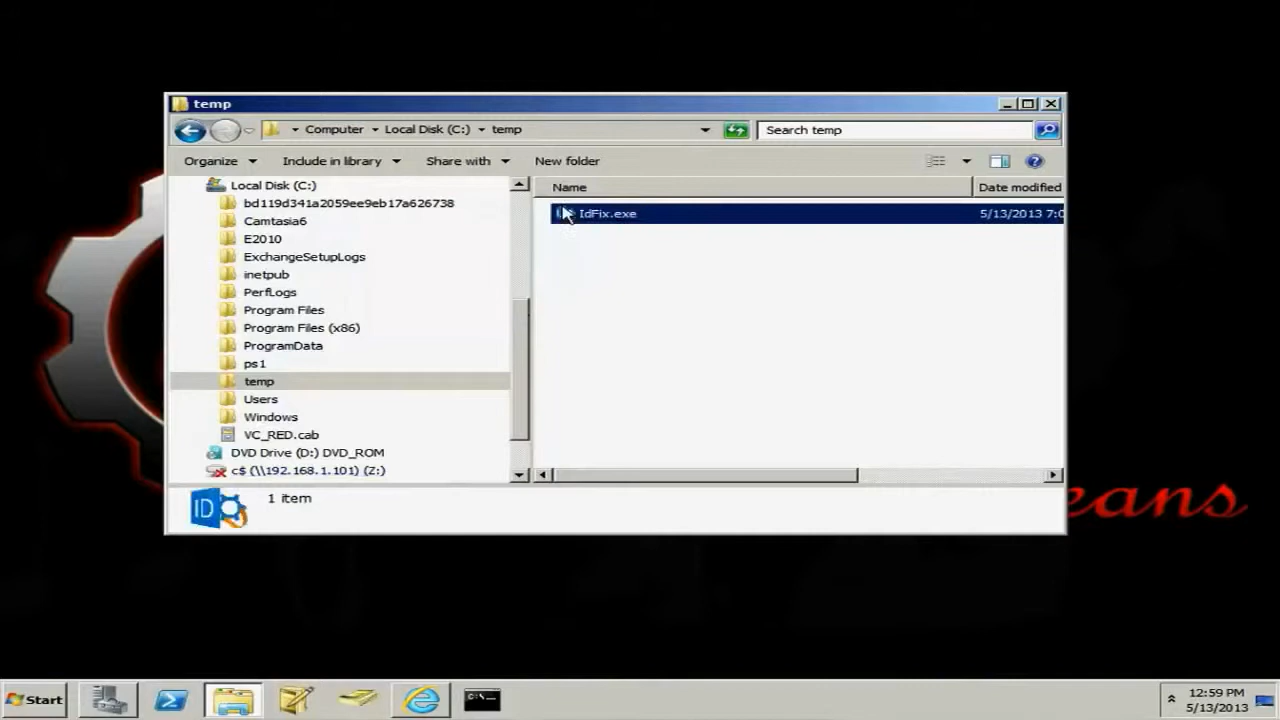 temp
Computer Local Disk (C:) temp
Search temp
Organize Include in library Share with New folder
Name Date modified
Local Disk (C:)
bd119d341a2059ee9eb17a626738
Camtasia6
E2010
ExchangeSetupLogs
inetpub
PerfLogs
Program Files
Program Files (x86)
ProgramData
ps1
temp
Users
Windows
VC_RED.cab
DVD Drive (D:) DVD_ROM
c$ (\\192.168.1.101) (Z:)
IdFix.exe 5/13/2013 7:0
ID
1 item
eans
Start
C:\
12:59 PM
5/13/2013